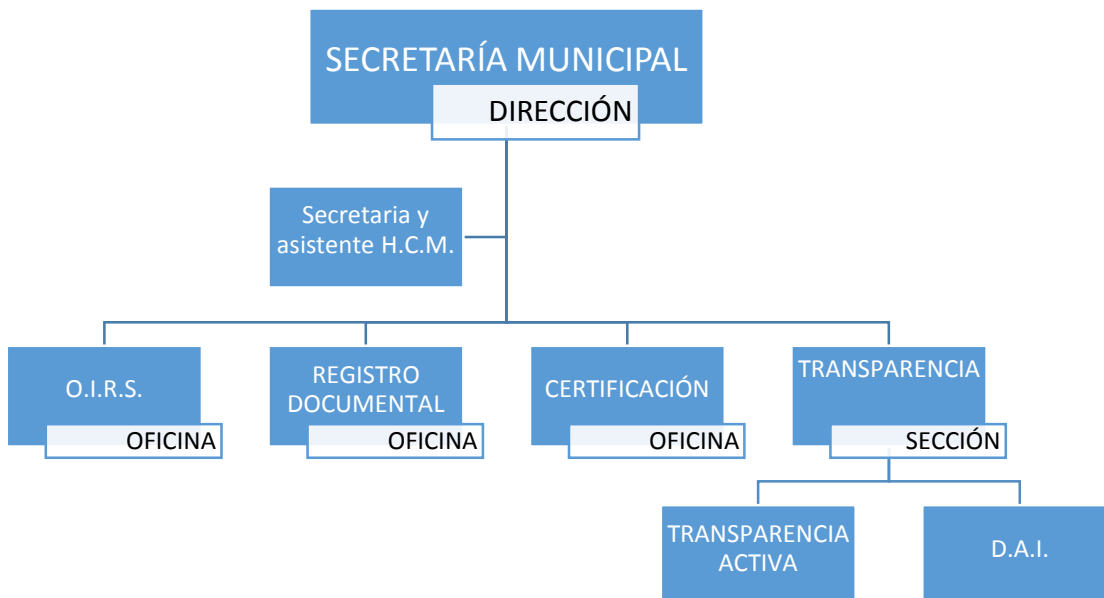 SECRETARÍA MUNICIPAL
DIRECCIÓN
Secretaria y
asistente H.C.M.
O.I.R.S.
OFICINA
REGISTRO
DOCUMENTAL
OFICINA
CERTIFICACIÓN
OFICINA
TRANSPARENCIA
SECCIÓN
TRANSPARENCIA
ACTIVA
D.A.I.